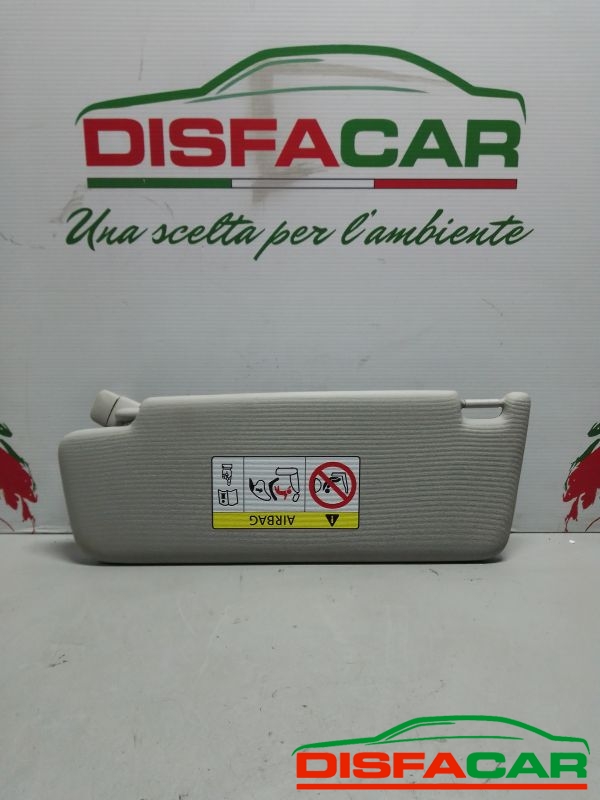 DISFACAR
Una scelta per l'ambiente
AIRBAG
DISFACAR